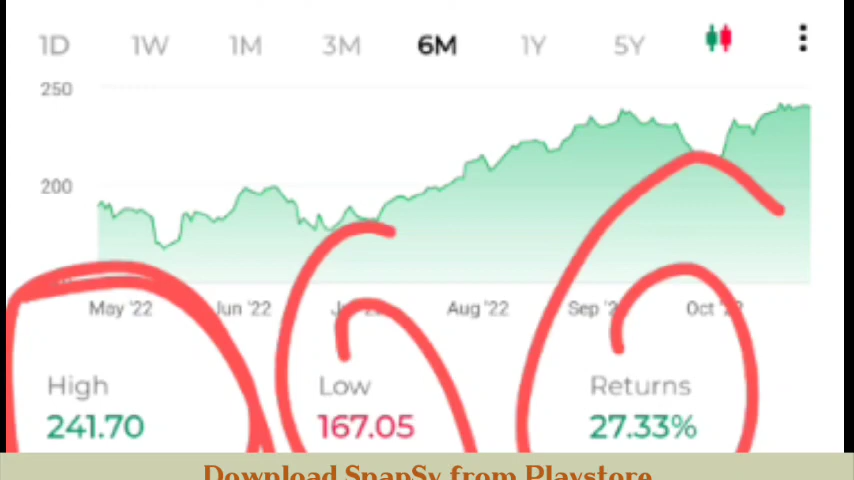 1D 1W 1M 3M 6M 1Y 5Y
250
200
May '22 Jun '22 Aug '22 Sep '2 Oct '22
High Low Returns
241.70 167.05 27.33%
Download SnapSy from Playstore